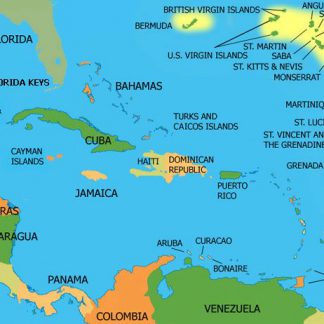 BRITISH VIRGIN ISLANDS
BERMUDA
ANGU
U.S. VIRGIN ISLANDS
ST. MARTIN
SABA
ST. KITTS & NEVIS
MONSERRAT
LORIDA
ORIDA KEYS
BAHAMAS
MARTINIQ
TURKS AND
CAICOS ISLANDS
ST. LUC
ST. VINCENT AND
THE GRENADINE
CUBA
CAYMAN
ISLANDS
HAITI
DOMINICAN
REPUBLIC
GRENADA
JAMAICA
PUERTO
RICO
RAS
ARAGUA
ARUBA
CURACAO
BONAIRE
PANAMA
COLOMBIA
VENEZUELA